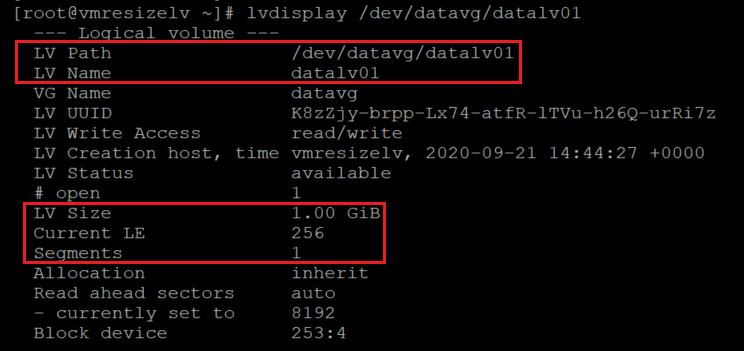 [root@vmresizelv ~]# lvdisplay /dev/datavg/datalv01
--- Logical volume ---
LV Path                /dev/datavg/datalv01
LV Name                datalv01
VG Name                datavg
LV UUID                K8zZjy-brpp-Lx74-atfR-lTVu-h26Q-urRi7z
LV Write Access        read/write
LV Creation host, time vmresizelv, 2020-09-21 14:44:27 +0000
LV Status              available
# open                 1
LV Size                1.00 GiB
Current LE             256
Segments               1
Allocation             inherit
Read ahead sectors     auto
- currently set to     8192
Block device           253:4